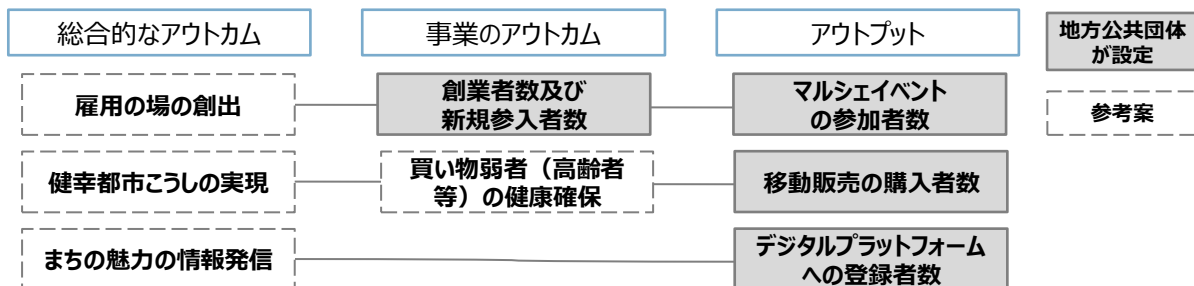 総合的なアウトカム
事業のアウトカム
アウトプット
地方公共団体
が設定
雇用の場の創出
創業者数及び
新規参入者数
マルシェイベント
の参加者数
参考案
健幸都市こうしの実現
買い物弱者（高齢者
等）の健康確保
移動販売の購入者数
まちの魅力の情報発信
デジタルプラットフォーム
への登録者数